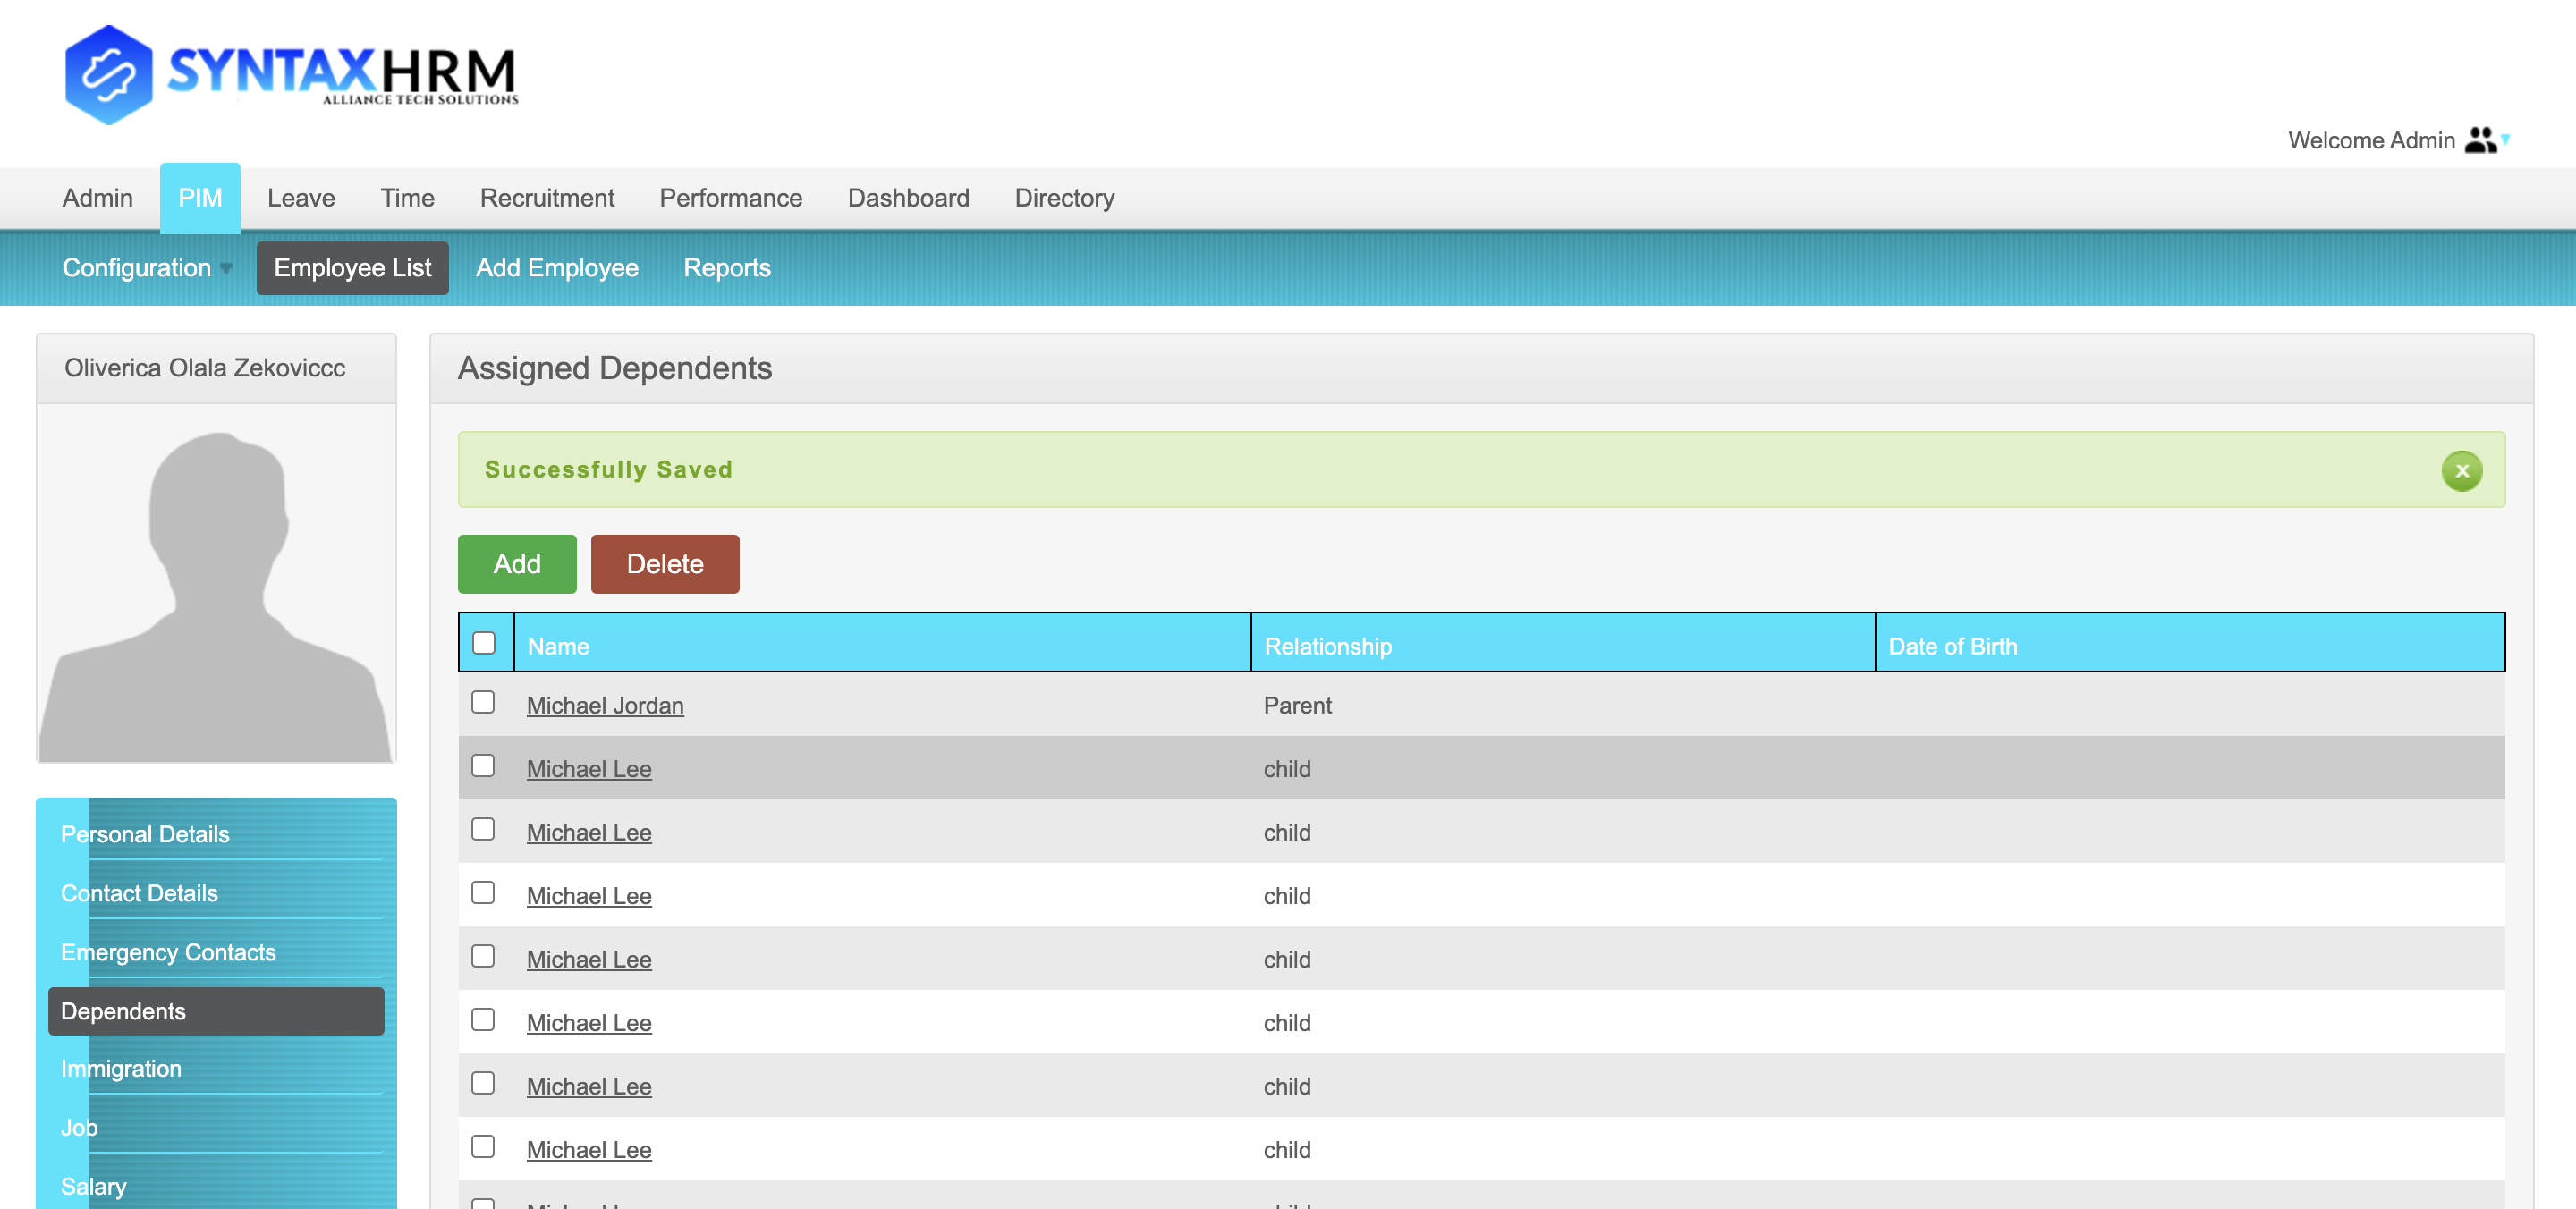 SYNTAXHRM
ALLIANCE TECH SOLUTIONS
Welcome Admin
Admin PIM Leave Time Recruitment Performance Dashboard Directory
Configuration Employee List Add Employee Reports
Oliverica Olala Zekoviccc
Assigned Dependents
Successfully Saved
x
Add Delete
Name Relationship Date of Birth
Michael Jordan Parent
Michael Lee child
Michael Lee child
Michael Lee child
Michael Lee child
Michael Lee child
Michael Lee child
Michael Lee child
Personal Details
Contact Details
Emergency Contacts
Dependents
Immigration
Job
Salary